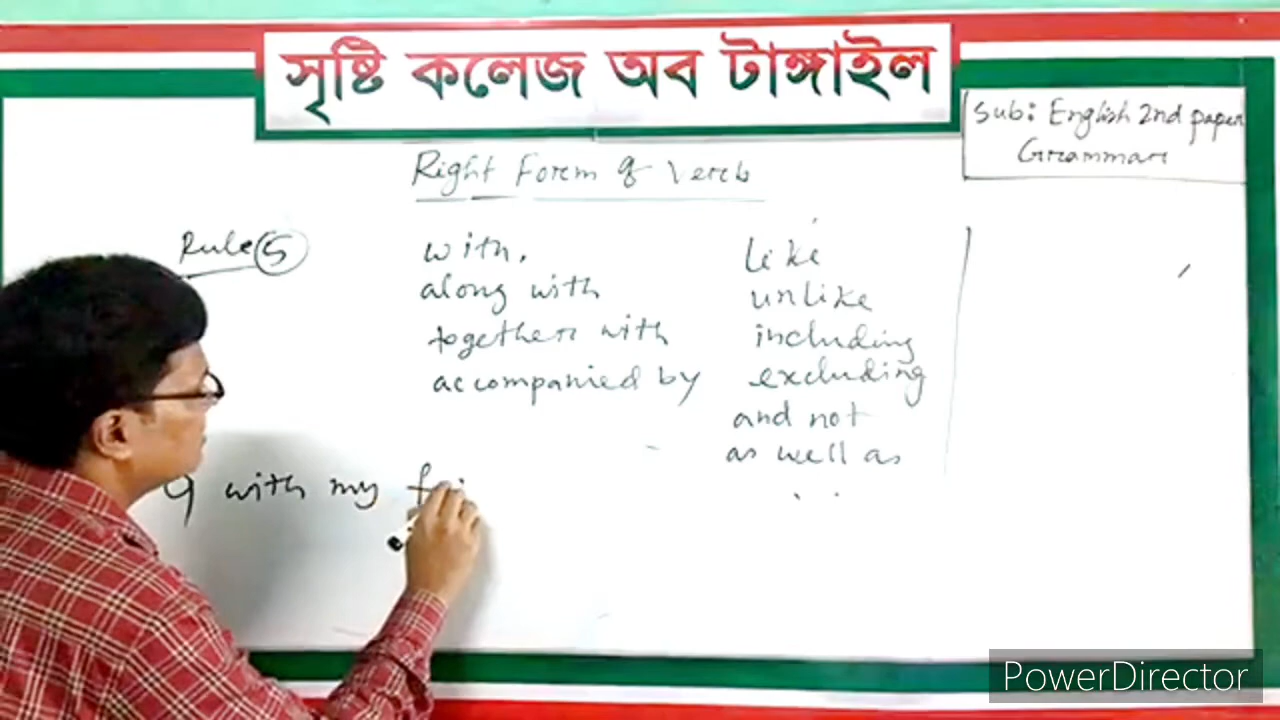 সৃষ্টি কলেজ অব টাঙ্গাইল
Sub: English 2nd paper
Grammar
Right Form of Verb
Rule 5
with,
along with
together with
accompanied by
like
unlike
including
excluding
and not
as well as
I with my
PowerDirector